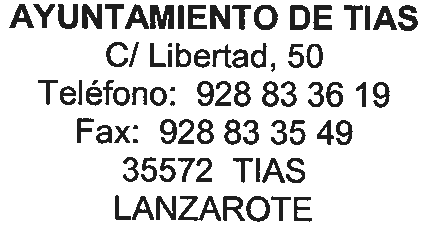 AYUNTAMIENTO DE TIAS
C/ Libertad, 50
Teléfono: 928 83 36 19
Fax: 928 83 35 49
35572 TIAS
LANZAROTE